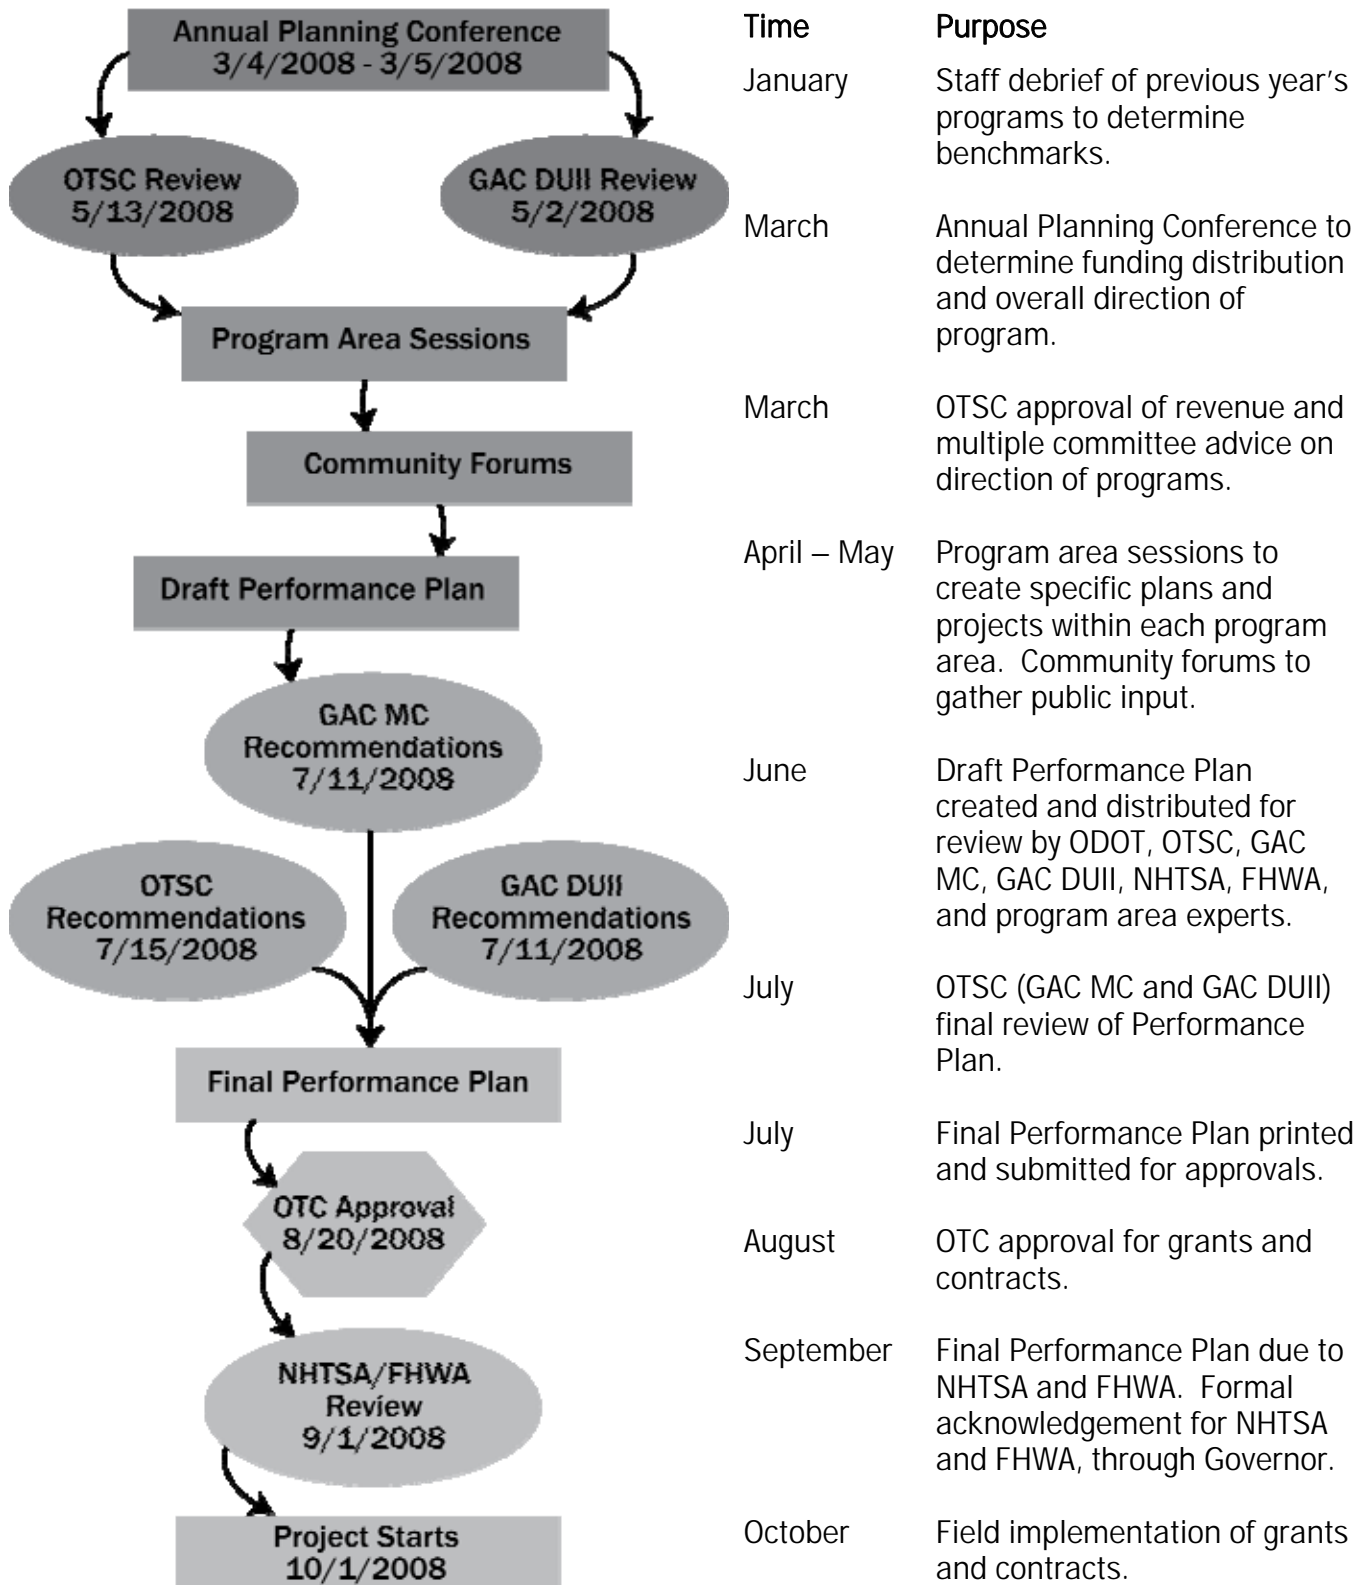 Annual Planning Conference
3/4/2008 - 3/5/2008
OTSC Review
5/13/2008
GAC DUII Review
5/2/2008
Program Area Sessions
Community Forums
Draft Performance Plan
GAC MC
Recommendations
7/11/2008
OTSC
Recommendations
7/15/2008
GAC DUII
Recommendations
7/11/2008
Final Performance Plan
OTC Approval
8/20/2008
NHTSA/FHWA
Review
9/1/2008
Project Starts
10/1/2008
Time Purpose
January Staff debrief of previous year’s
programs to determine
benchmarks.
March Annual Planning Conference to
determine funding distribution
and overall direction of
program.
March OTSC approval of revenue and
multiple committee advice on
direction of programs.
April – May Program area sessions to
create specific plans and
projects within each program
area. Community forums to
gather public input.
June Draft Performance Plan
created and distributed for
review by ODOT, OTSC, GAC
MC, GAC DUII, NHTSA, FHWA,
and program area experts.
July OTSC (GAC MC and GAC DUII)
final review of Performance
Plan.
July Final Performance Plan printed
and submitted for approvals.
August OTC approval for grants and
contracts.
September Final Performance Plan due to
NHTSA and FHWA. Formal
acknowledgement for NHTSA
and FHWA, through Governor.
October Field implementation of grants
and contracts.